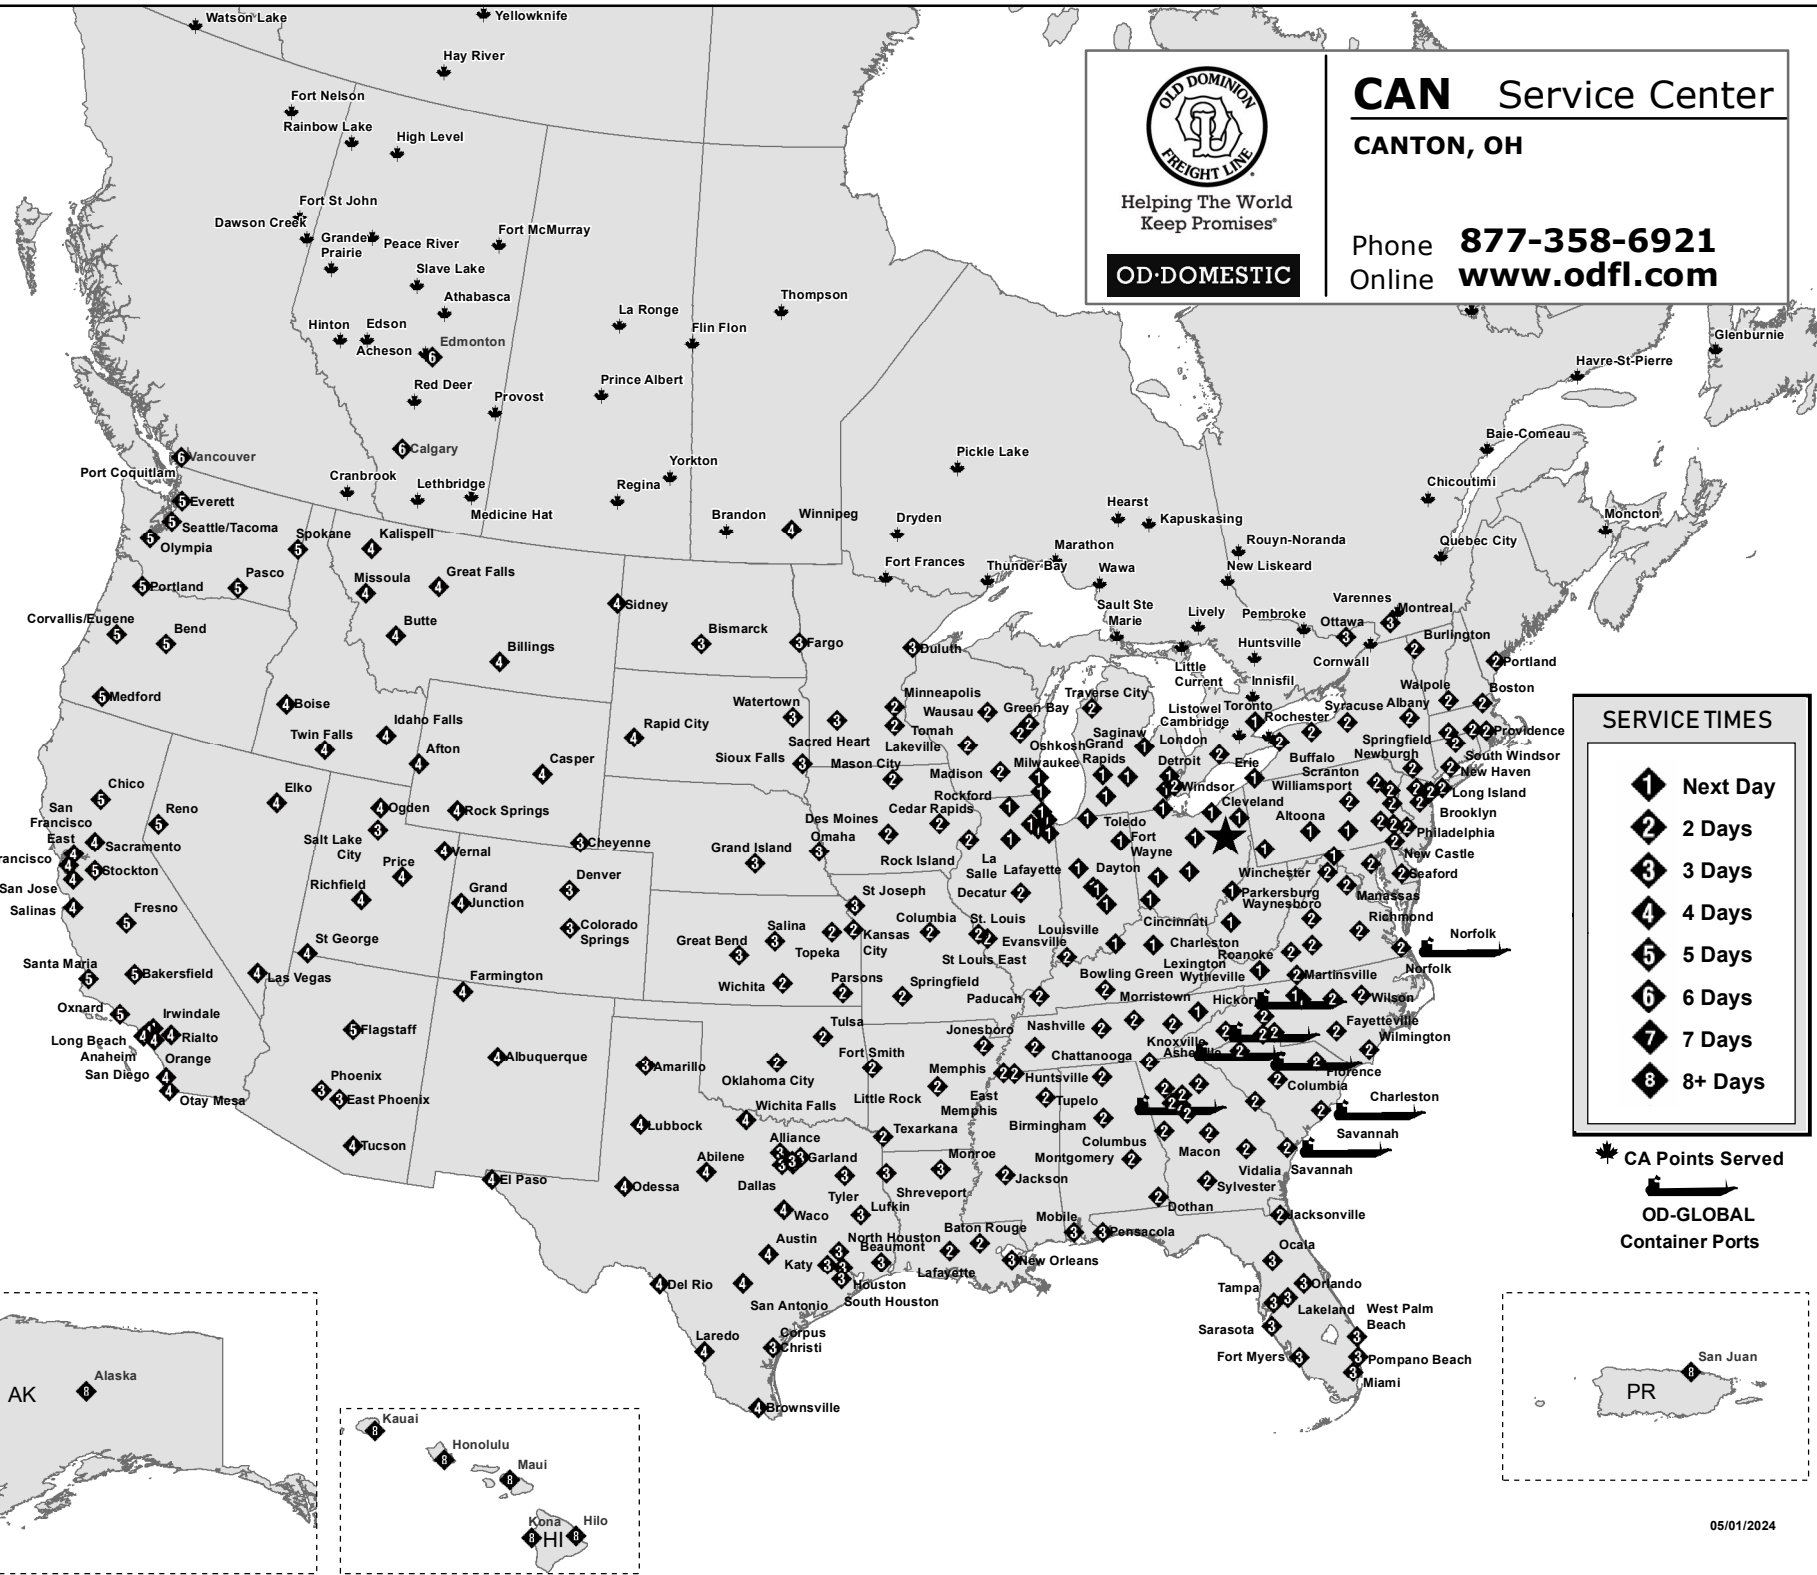 OLD DOMINION
FREIGHT LINE
Helping The World
Keep Promises
OD·DOMESTIC
CAN Service Center
CANTON, OH
Phone 877-358-6921
Online www.odfl.com
Watson Lake
Yellowknife
Hay River
Fort Nelson
Rainbow Lake
High Level
Fort St John
Dawson Creek
Grande
Prairie
Peace River
Fort McMurray
Slave Lake
Athabasca
La Ronge
Thompson
Flin Flon
Hinton
Edson
Acheson
Edmonton
Red Deer
Provost
Prince Albert
Glenburnie
Havre-St-Pierre
Baie-Comeau
Chicoutimi
Moncton
Quebec City
Vancouver
Port Coquitlam
Calgary
Cranbrook
Lethbridge
Medicine Hat
Yorkton
Regina
Brandon
Winnipeg
Pickle Lake
Dryden
Fort Frances
Hearst
Kapuskasing
Marathon
Thunder Bay
Wawa
Rouyn-Noranda
New Liskeard
Sault Ste
Marie
Lively
Pembroke
Varennes
Montreal
Ottawa
Huntsville
Cornwall
Burlington
Little
Current
Innisfil
Everett
Seattle/Tacoma
Olympia
Spokane
Kalispell
Portland
Pasco
Missoula
Great Falls
Corvallis/Eugene
Bend
Butte
Billings
Sidney
Bismarck
Fargo
Duluth
Portland
Medford
Boise
Idaho Falls
Twin Falls
Afton
Casper
Rapid City
Watertown
Sacred Heart
Sioux Falls
Minneapolis
Wausau
Green Bay
Tomah
Lakeville
Oshkosh
Mason City
Madison
Milwaukee
Traverse City
Saginaw
Grand
Rapids
Listowel
Cambridge
Toronto
London
Detroit
Windsor
Rochester
Syracuse
Albany
Walpole
Boston
Erie
Buffalo
Springfield
Newburgh
Providence
South Windsor
New Haven
Scranton
Williamsport
Long Island
Brooklyn
Philadelphia
New Castle
Seaford
Altoona
Cleveland
Toledo
Fort
Wayne
Chico
San
Francisco
East
Sacramento
rancisco
Stockton
San Jose
Salinas
Fresno
Reno
Elko
Ogden
Salt Lake
City
Rock Springs
Vernal
Price
Richfield
Grand
Junction
Cheyenne
Denver
Colorado
Springs
Grand Island
Omaha
Des Moines
Cedar Rapids
Rockford
Rock Island
La
Salle
Lafayette
Decatur
Dayton
Winchester
Parkersburg
Waynesboro
Manassas
Richmond
Norfolk
Norfolk
Santa Maria
Bakersfield
Oxnard
Irwindale
Rialto
Long Beach
Anaheim
Orange
San Diego
Otay Mesa
Las Vegas
St George
Farmington
Flagstaff
Albuquerque
Phoenix
East Phoenix
Tucson
El Paso
Great Bend
Salina
Topeka
Kansas
City
St Joseph
Columbia
St. Louis
St Louis East
Evansville
Louisville
Cincinnati
Charleston
Lexington
Roanoke
Wytheville
Martinsville
Wichita
Parsons
Springfield
Paducah
Bowling Green
Morristown
Hickory
Wilson
Fayetteville
Wilmington
Tulsa
Jonesboro
Nashville
Knoxville
Asheville
Chattanooga
Florence
Columbia
Charleston
Amarillo
Oklahoma City
Fort Smith
Little Rock
Memphis
East
Memphis
Huntsville
Tupelo
Birmingham
Columbus
Montgomery
Macon
Savannah
Vidalia
Savannah
Sylvester
Dothan
Lubbock
Wichita Falls
Alliance
Garland
Abilene
Dallas
Odessa
Texarkana
Monroe
Shreveport
Tyler
Lufkin
Jackson
Waco
Austin
Katy
North Houston
Beaumont
Houston
South Houston
Baton Rouge
Lafayette
New Orleans
Mobile
Pensacola
Jacksonville
Ocala
Orlando
Tampa
Lakeland
West Palm
Beach
Sarasota
Fort Myers
Pompano Beach
Miami
Del Rio
San Antonio
Laredo
Corpus
Christi
Brownsville
SERVICE TIMES
1 Next Day
2 2 Days
3 3 Days
4 4 Days
5 5 Days
6 6 Days
7 7 Days
8 8+ Days
CA Points Served
OD-GLOBAL
Container Ports
AK
Alaska
Kauai
Honolulu
Maui
Kona
HI
Hilo
San Juan
PR
05/01/2024